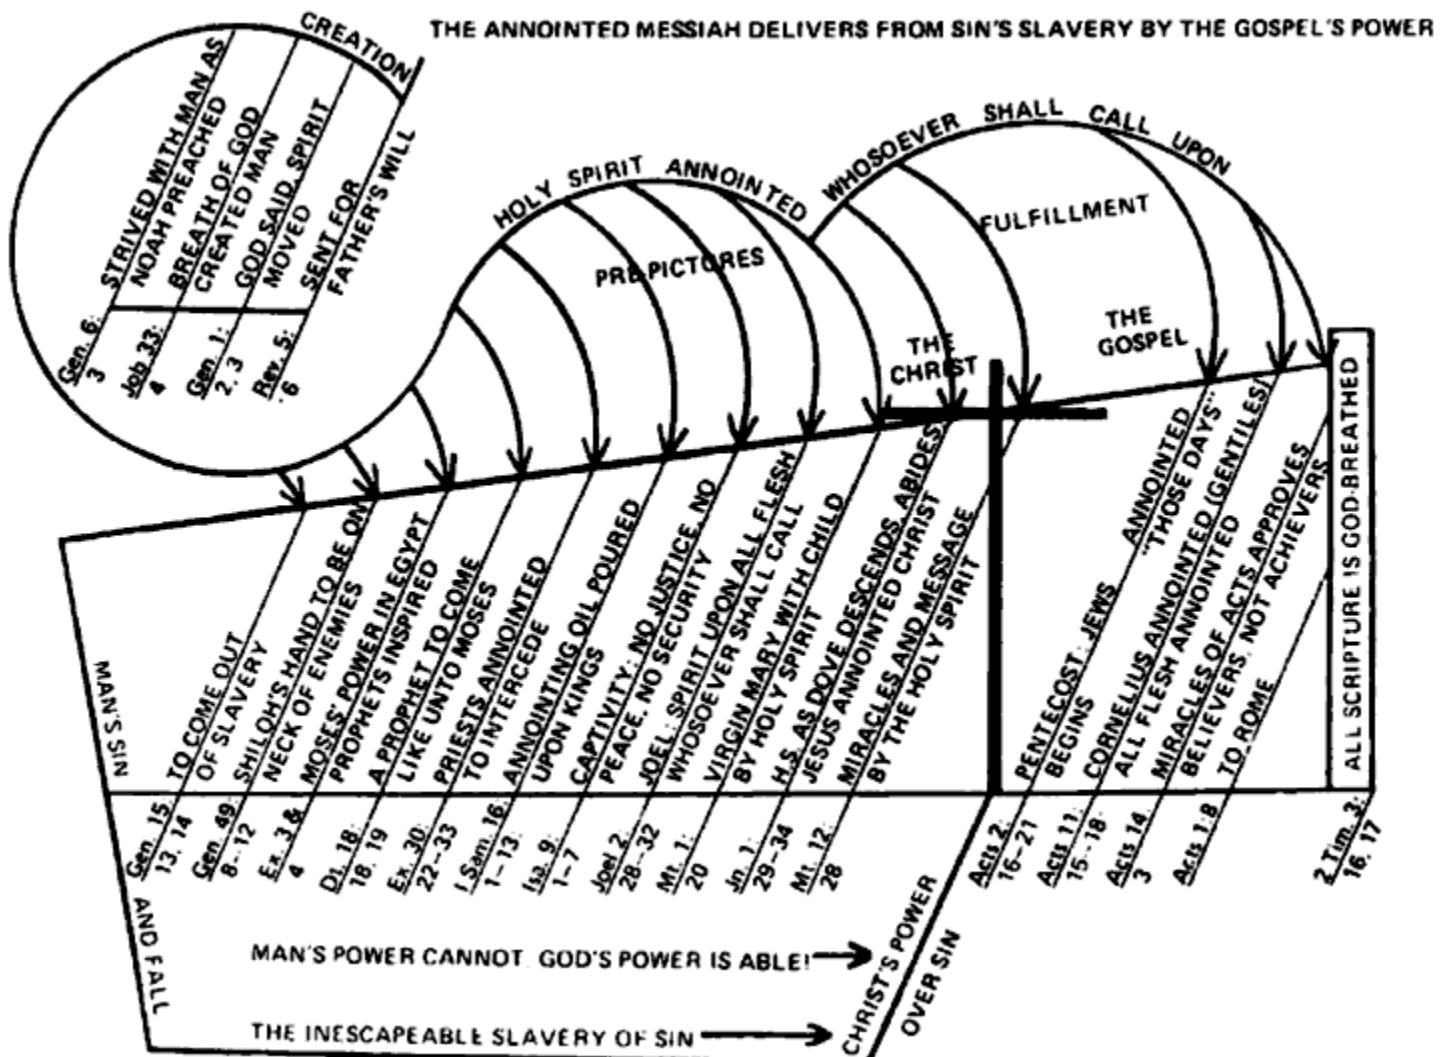 THE ANNOINTED MESSIAH DELIVERS FROM SIN'S SLAVERY BY THE GOSPEL'S POWER
CREATION
STRIVED WITH MAN AS
NOAH PREACHED
BREATH OF GOD
CREATED MAN
GOD SAID, SPIRIT
MOVED
SENT FOR
FATHER'S WILL
Gen. 6:
3
Job 33:
4
Gen. 1:
2, 3
Rev. 5:
6
HOLY SPIRIT ANNOINTED
WHOSOEVER SHALL CALL UPON
PRE-PICTURES
FULFILLMENT
THE
CHRIST
THE
GOSPEL
MAN'S SIN
AND FALL
TO COME OUT
OF SLAVERY
SHILOH'S HAND TO BE ON
NECK OF ENEMIES
MOSES' POWER IN EGYPT
PROPHETS INSPIRED
A PROPHET TO COME
LIKE UNTO MOSES
PRIESTS ANNOINTED
TO INTERCEDE
ANNOINTING OIL POURED
UPON KINGS
CAPTIVITY: NO JUSTICE, NO
PEACE, NO SECURITY
JOEL: SPIRIT UPON ALL FLESH
WHOSOEVER SHALL CALL
VIRGIN MARY WITH CHILD
BY HOLY SPIRIT
H.S. AS DOVE DESCENDS, ABIDES
JESUS ANNOINTED CHRIST
MIRACLES AND MESSAGE
BY THE HOLY SPIRIT
PENTECOST: JEWS ANNOINTED
BEGINS "THOSE DAYS"
CORNELIUS ANNOINTED (GENTILES)
ALL FLESH ANNOINTED
MIRACLES OF ACTS APPROVES
BELIEVERS, NOT ACHIEVERS
TO ROME
ALL SCRIPTURE IS GOD-BREATHED
Gen. 15:
13, 14
Gen. 49:
8-12
Ex. 3 &
4
Dt. 18:
18, 19
Ex. 30:
22-33
I Sam. 16:
1-13:
Isa. 9:
1-7
Joel 2:
28-32
Mt. 1:
20
Jn. 1:
29-34
Mt. 12:
28
Acts 2:
16-21
Acts 11:
15-18:
Acts 14:
3
Acts 1:8
2 Tim. 3:
16, 17
MAN'S POWER CANNOT. GOD'S POWER IS ABLE!
THE INESCAPEABLE SLAVERY OF SIN
CHRIST'S POWER
OVER SIN